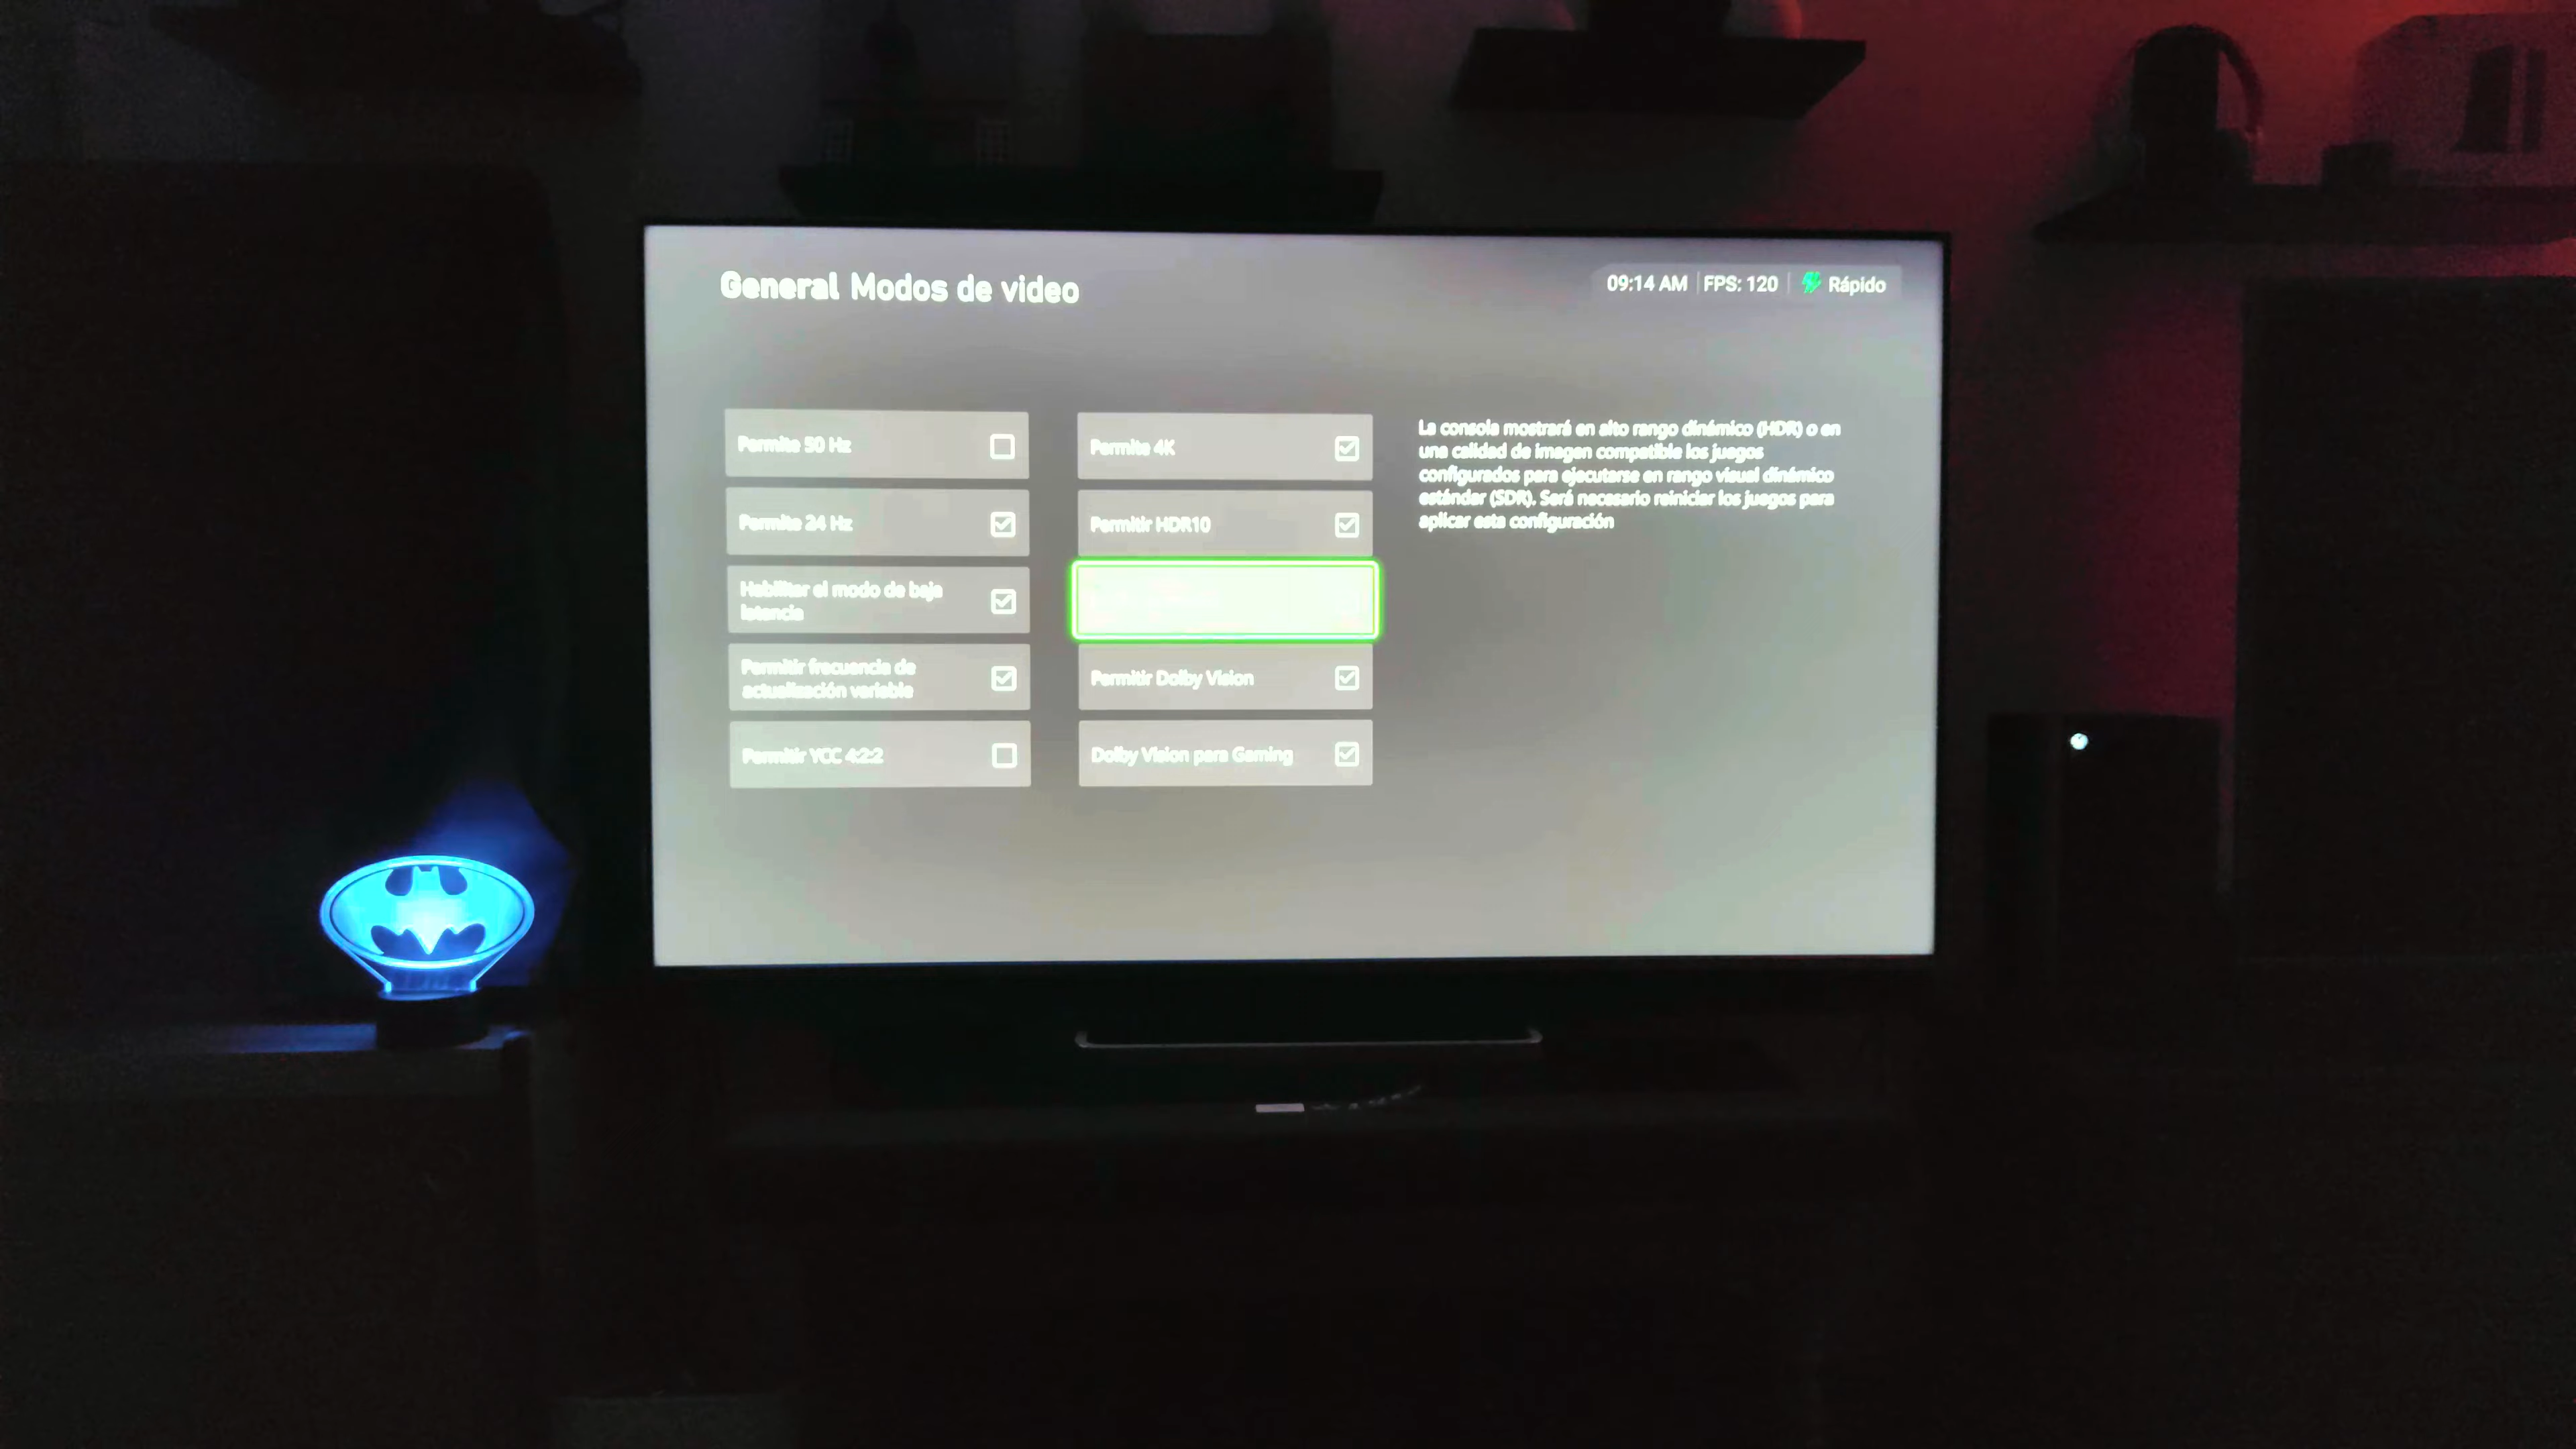 General Modos de video
09:14 AM FPS: 120 Rápido
Permite 50 Hz
Permite 24 Hz
Habilitar el modo de baja
latencia
Permitir frecuencia de
actualización variable
Permitir YCC 4:2:2
Permite 4K
Permitir HDR10
Permitir Dolby Vision
Dolby Vision para Gaming
La consola mostrará en alto rango dinámico (HDR) o en
una calidad de imagen compatible los juegos
configurados para ejecutarse en rango visual dinámico
estándar (SDR). Será necesario reiniciar los juegos para
aplicar esta configuración